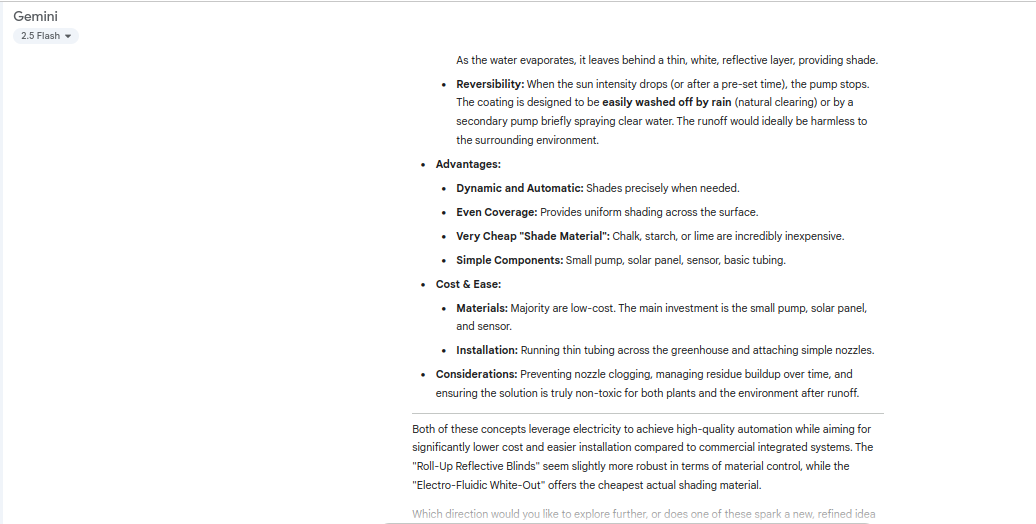 Gemini
2.5 Flash
As the water evaporates, it leaves behind a thin, white, reflective layer, providing shade.
Reversibility: When the sun intensity drops (or after a pre-set time), the pump stops.
The coating is designed to be easily washed off by rain (natural clearing) or by a
secondary pump briefly spraying clear water. The runoff would ideally be harmless to
the surrounding environment.
Advantages:
Dynamic and Automatic: Shades precisely when needed.
Even Coverage: Provides uniform shading across the surface.
Very Cheap "Shade Material": Chalk, starch, or lime are incredibly inexpensive.
Simple Components: Small pump, solar panel, sensor, basic tubing.
Cost & Ease:
Materials: Majority are low-cost. The main investment is the small pump, solar panel,
and sensor.
Installation: Running thin tubing across the greenhouse and attaching simple nozzles.
Considerations: Preventing nozzle clogging, managing residue buildup over time, and
ensuring the solution is truly non-toxic for both plants and the environment after runoff.
Both of these concepts leverage electricity to achieve high-quality automation while aiming for
significantly lower cost and easier installation compared to commercial integrated systems. The
"Roll-Up Reflective Blinds" seem slightly more robust in terms of material control, while the
"Electro-Fluidic White-Out" offers the cheapest actual shading material.
Which direction would you like to explore further, or does one of these spark a new, refined idea